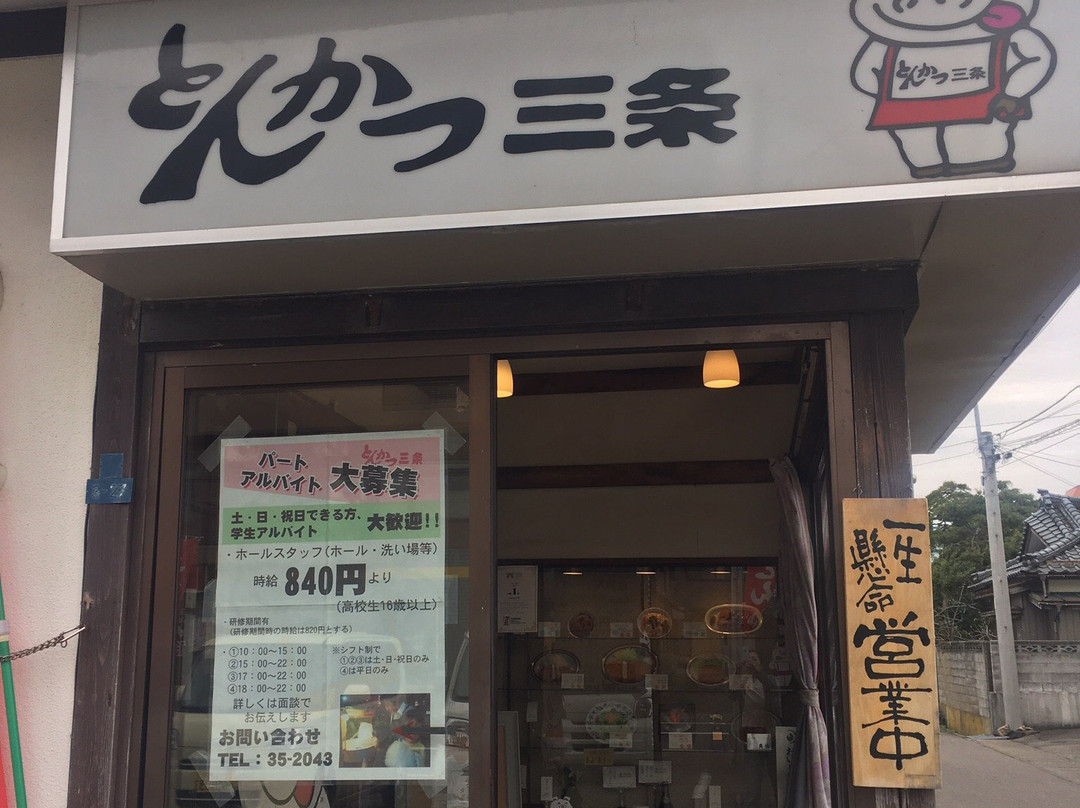 とんかつ 三条
とんかつ 三条
とんかつ 三条
パート
アルバイト 大募集
土・日・祝日できる方、
学生アルバイト 大歓迎!!
・ホールスタッフ(ホール・洗い場等)
時給 840円より
(高校生16歳以上)
・研修期間有
(研修期間時の時給は820円とする)
・①10:00〜15:00
②15:00〜22:00
③17:00〜22:00
④18:00〜22:00
※シフト制で
①②③は土・日・祝日のみ
④は平日のみ
詳しくは面談で
お伝えします
お問い合わせ
TEL:35-2043
一生
懸命
営業中